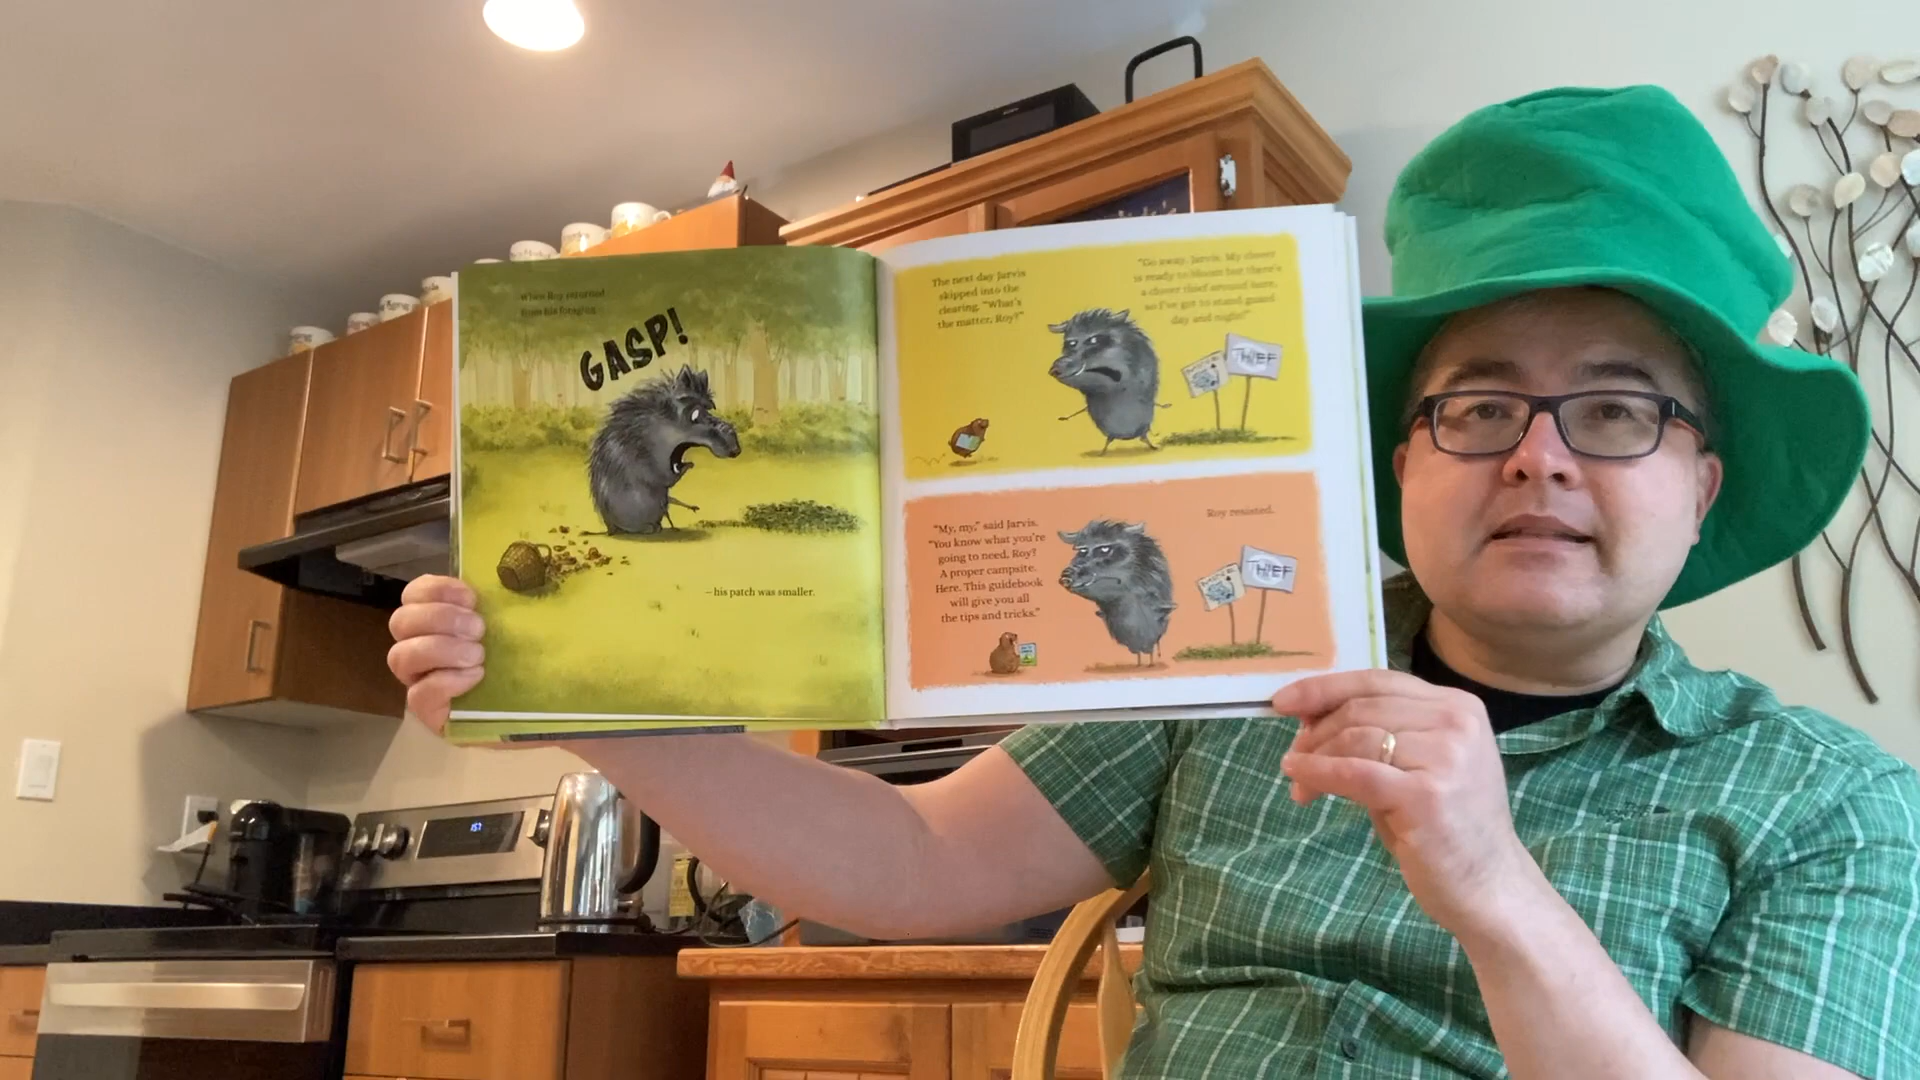 When Roy returned
from his foraging –
GASP!
– his patch was smaller.
The next day Jarvis
skipped into the
clearing. "What's
the matter, Roy?"
"Go away, Jarvis. My clover
is ready to bloom but there's
a clover thief around here,
so I've got to stand guard
day and night!"
THIEF
"My, my," said Jarvis.
"You know what you're
going to need, Roy?
A proper campsite.
Here. This guidebook
will give you all
the tips and tricks."
Roy resisted.
THIEF
157